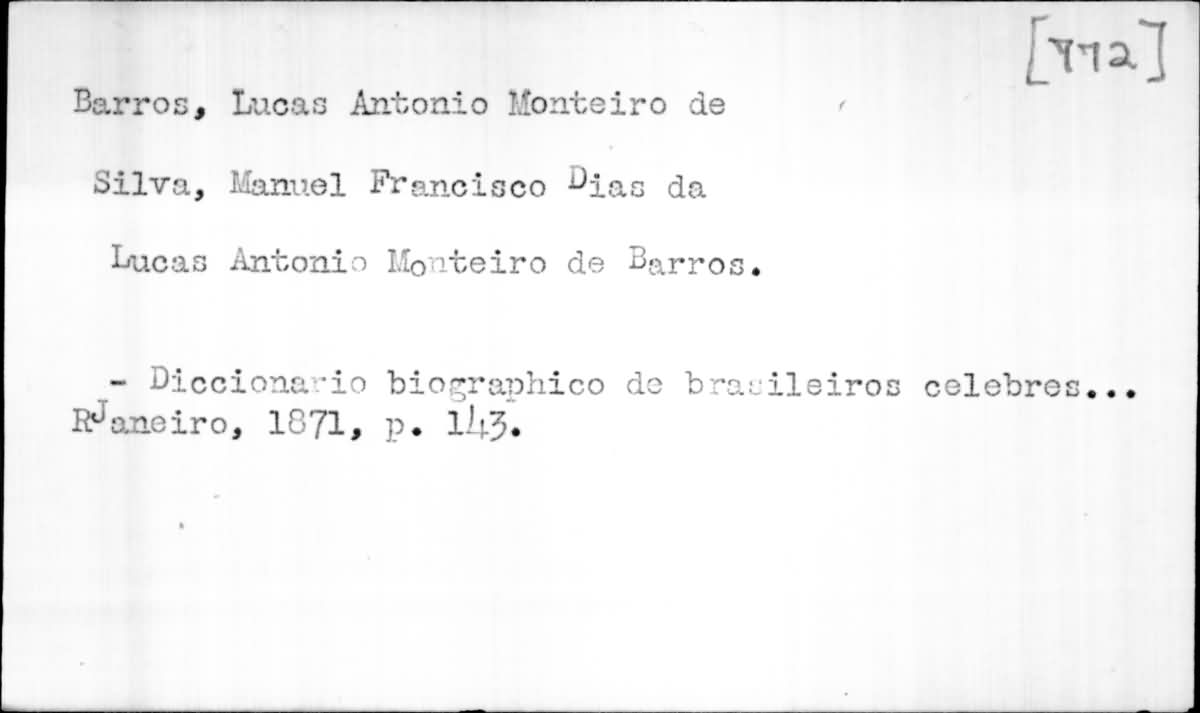 Barros, Lucas Antonio Monteiro de
Silva, Manuel Francisco Dias da
Lucas Antonio Monteiro de Barros.
- Diccionario biographico de brasileiros celebres...
RJaneiro, 1871, p. 143.